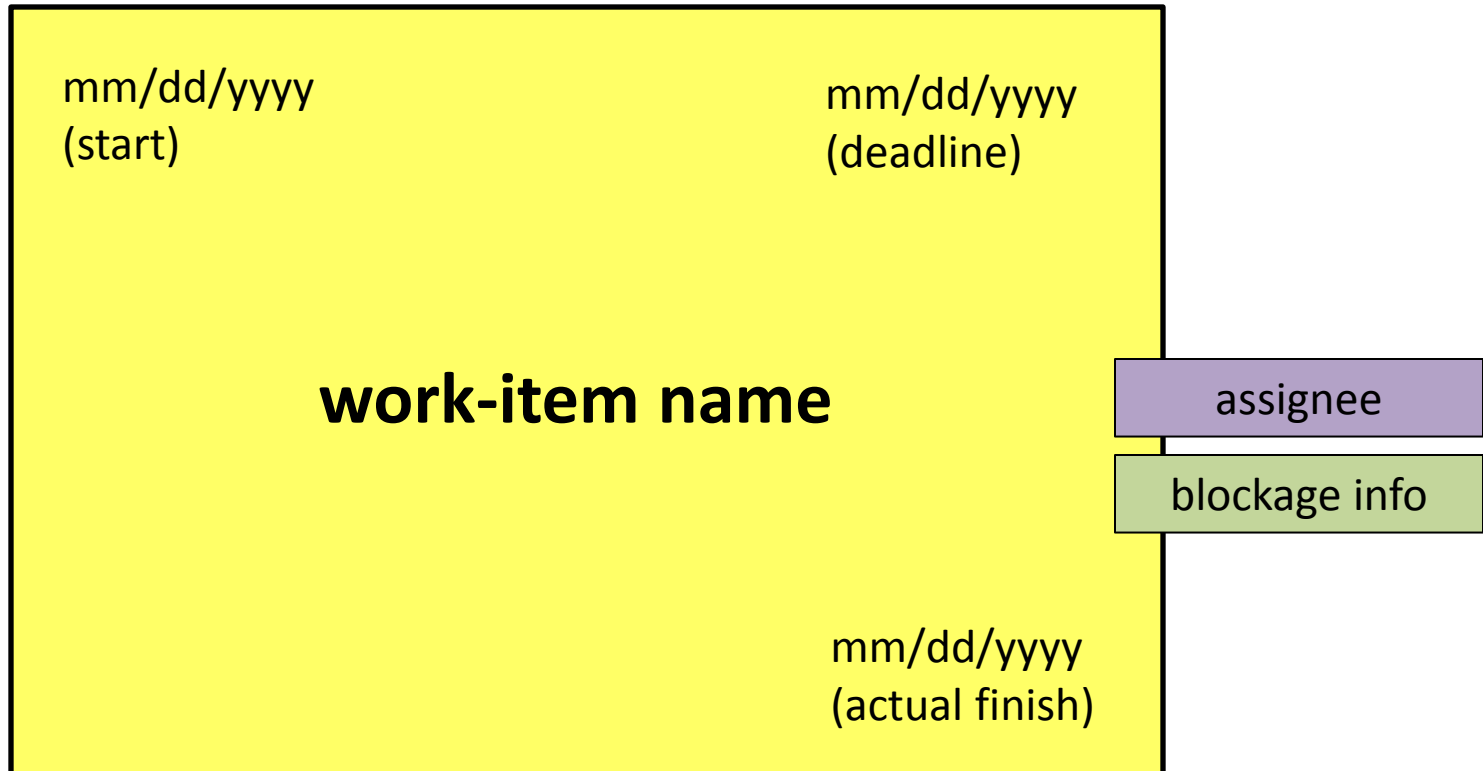 mm/dd/yyyy
(start)
mm/dd/yyyy
(deadline)
work-item name
assignee
blockage info
mm/dd/yyyy
(actual finish)